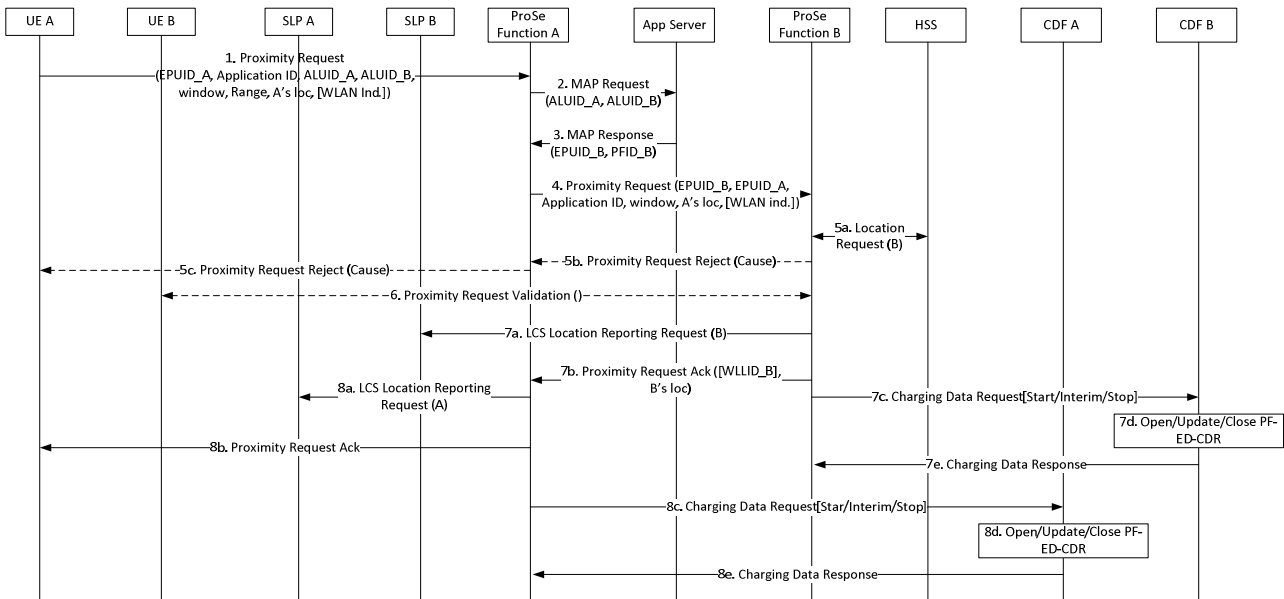 UE A
UE B
SLP A
SLP B
ProSe
Function A
App Server
ProSe
Function B
HSS
CDF A
CDF B
1. Proximity Request
(EPUID_A, Application ID, ALUID_A, ALUID_B,
window, Range, A's loc, [WLAN Ind.])
2. MAP Request
(ALUID_A, ALUID_B)
3. MAP Response
(EPUID_B, PFID_B)
4. Proximity Request (EPUID_B, EPUID_A,
Application ID, window, A's loc, [WLAN ind.])
5a. Location
Request (B)
5b. Proximity Request Reject (Cause)
5c. Proximity Request Reject (Cause)
6. Proximity Request Validation ()
7a. LCS Location Reporting Request (B)
7b. Proximity Request Ack ([WLLID_B],
B's loc)
8a. LCS Location Reporting
Request (A)
7c. Charging Data Request[Start/Interim/Stop]
7d. Open/Update/Close PF-
ED-CDR
8b. Proximity Request Ack
7e. Charging Data Response
8c. Charging Data Request[Star/Interim/Stop]
8d. Open/Update/Close PF-
ED-CDR
8e. Charging Data Response